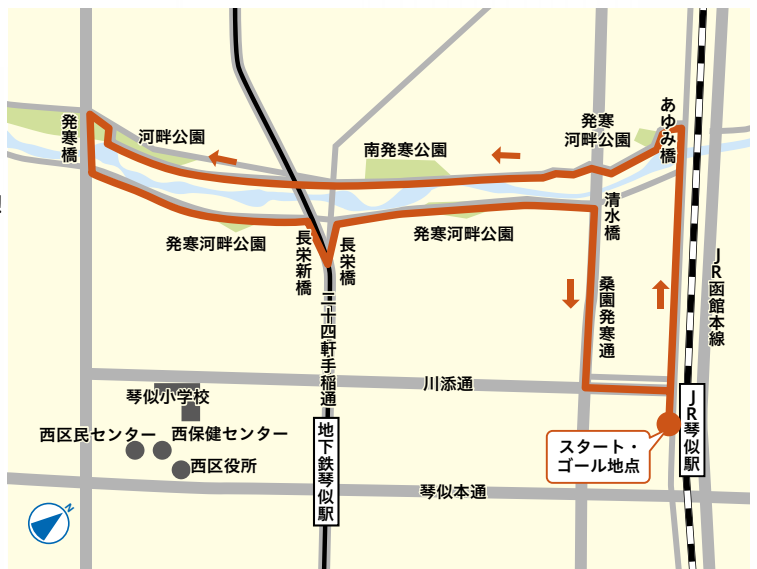 あゆみ橋
発寒
河畔公園
発寒橋
河畔公園
南発寒公園
清水橋
発寒河畔公園
発寒河畔公園
長栄新橋
長栄橋
JR函館本線
桑園発寒通
二十四軒手稲通
川添通
琴似小学校
JR琴似駅
地下鉄琴似駅
西区民センター
西保健センター
スタート・
ゴール地点
西区役所
琴似本通
N